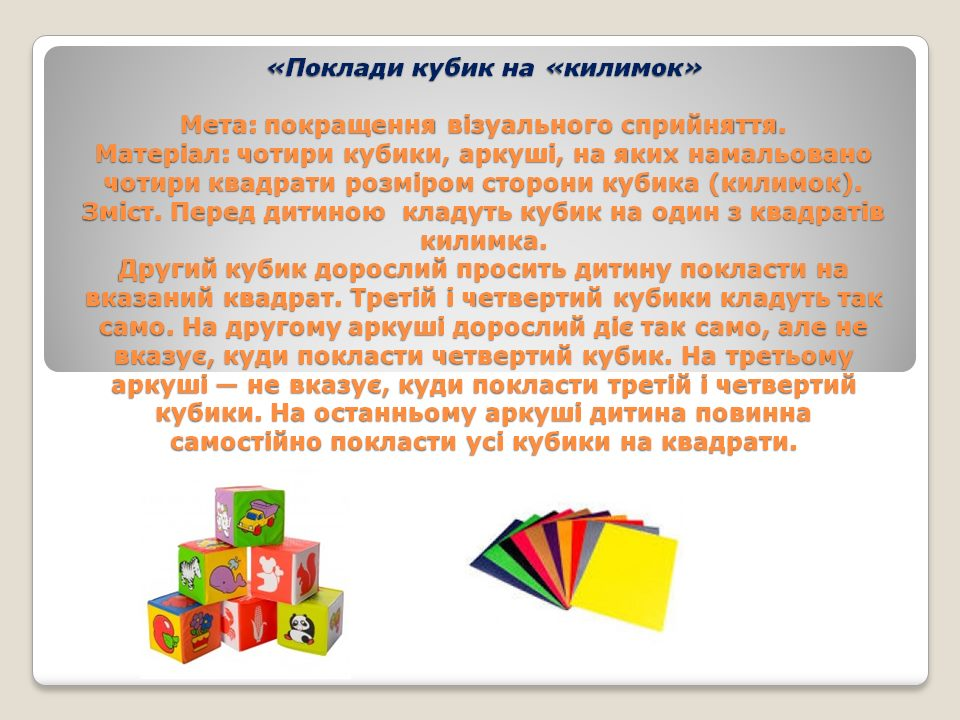 «Поклади кубик на «килимок»
Мета: покращення візуального сприйняття.
Матеріал: чотири кубики, аркуші, на яких намальовано
чотири квадрати розміром сторони кубика (килимок).
Зміст. Перед дитиною кладуть кубик на один з квадратів
килимка.
Другий кубик дорослий просить дитину покласти на
вказаний квадрат. Третій і четвертий кубики кладуть так
само. На другому аркуші дорослий діє так само, але не
вказує, куди покласти четвертий кубик. На третьому
аркуші — не вказує, куди покласти третій і четвертий
кубики. На останньому аркуші дитина повинна
самостійно покласти усі кубики на квадрати.